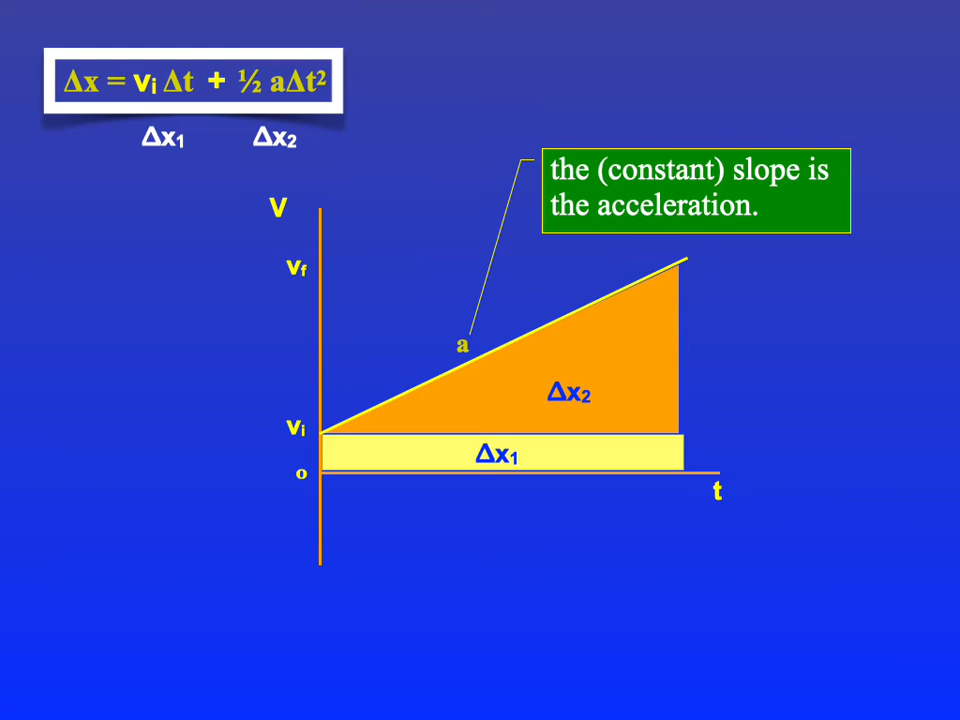 Δx = vi Δt + ½ aΔt²
Δx1 Δx2
the (constant) slope is
the acceleration.
V
vf
a
Δx2
vi
Δx1
o
t